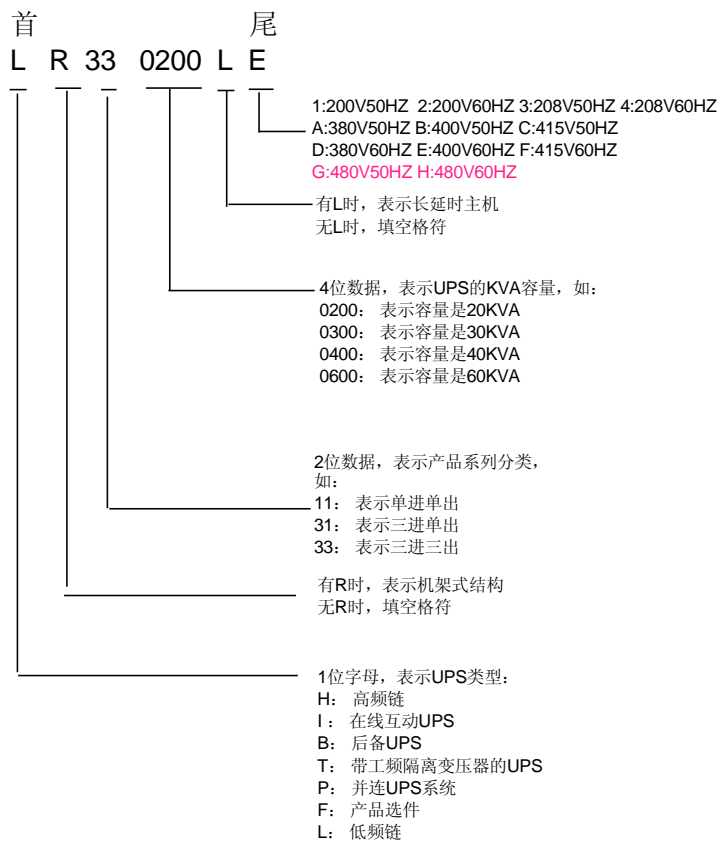 首 尾
L R 33 0200 L E
1:200V50HZ 2:200V60HZ 3:208V50HZ 4:208V60HZ
A:380V50HZ B:400V50HZ C:415V50HZ
D:380V60HZ E:400V60HZ F:415V60HZ
G:480V50HZ H:480V60HZ
有L时，表示长延时主机
无L时，填空格符
4位数据，表示UPS的KVA容量，如：
0200： 表示容量是20KVA
0300： 表示容量是30KVA
0400： 表示容量是40KVA
0600： 表示容量是60KVA
2位数据，表示产品系列分类，
如：
11： 表示单进单出
31： 表示三进单出
33： 表示三进三出
有R时，表示机架式结构
无R时，填空格符
1位字母，表示UPS类型：
H： 高频链
I： 在线互动UPS
B： 后备UPS
T： 带工频隔离变压器的UPS
P： 并连UPS系统
F： 产品选件
L： 低频链